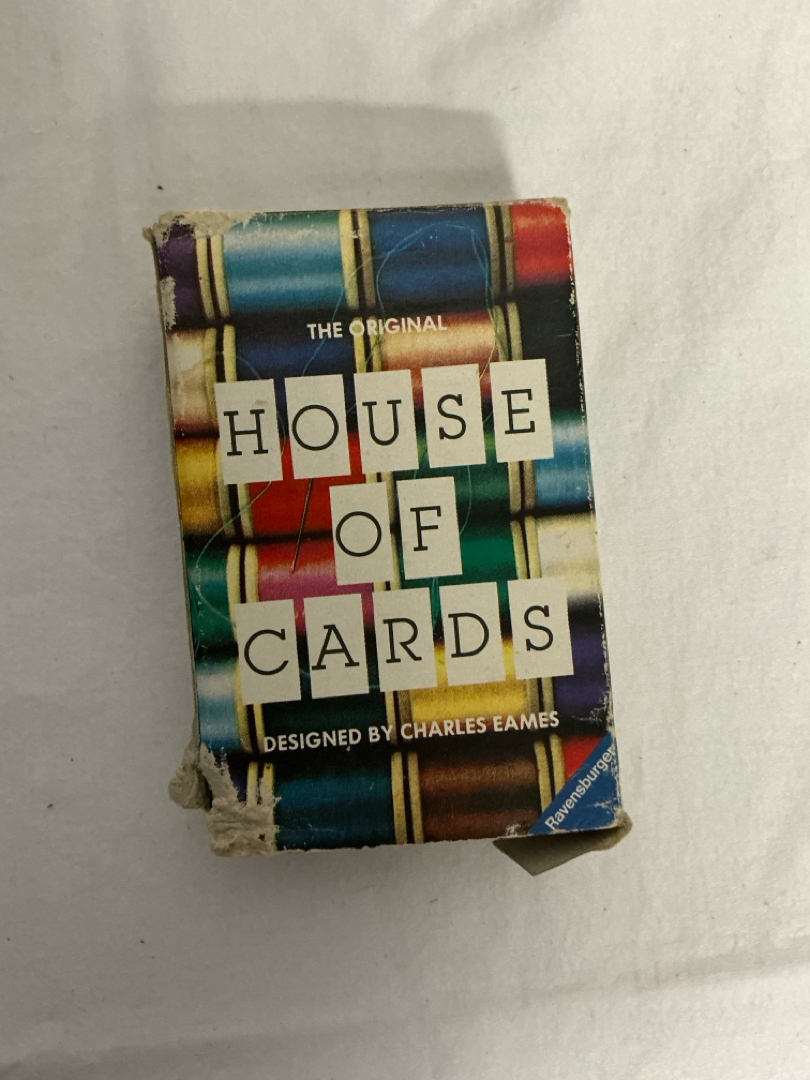 THE ORIGINAL
HOUSE
OF
CARDS
DESIGNED BY CHARLES EAMES
Ravensburger